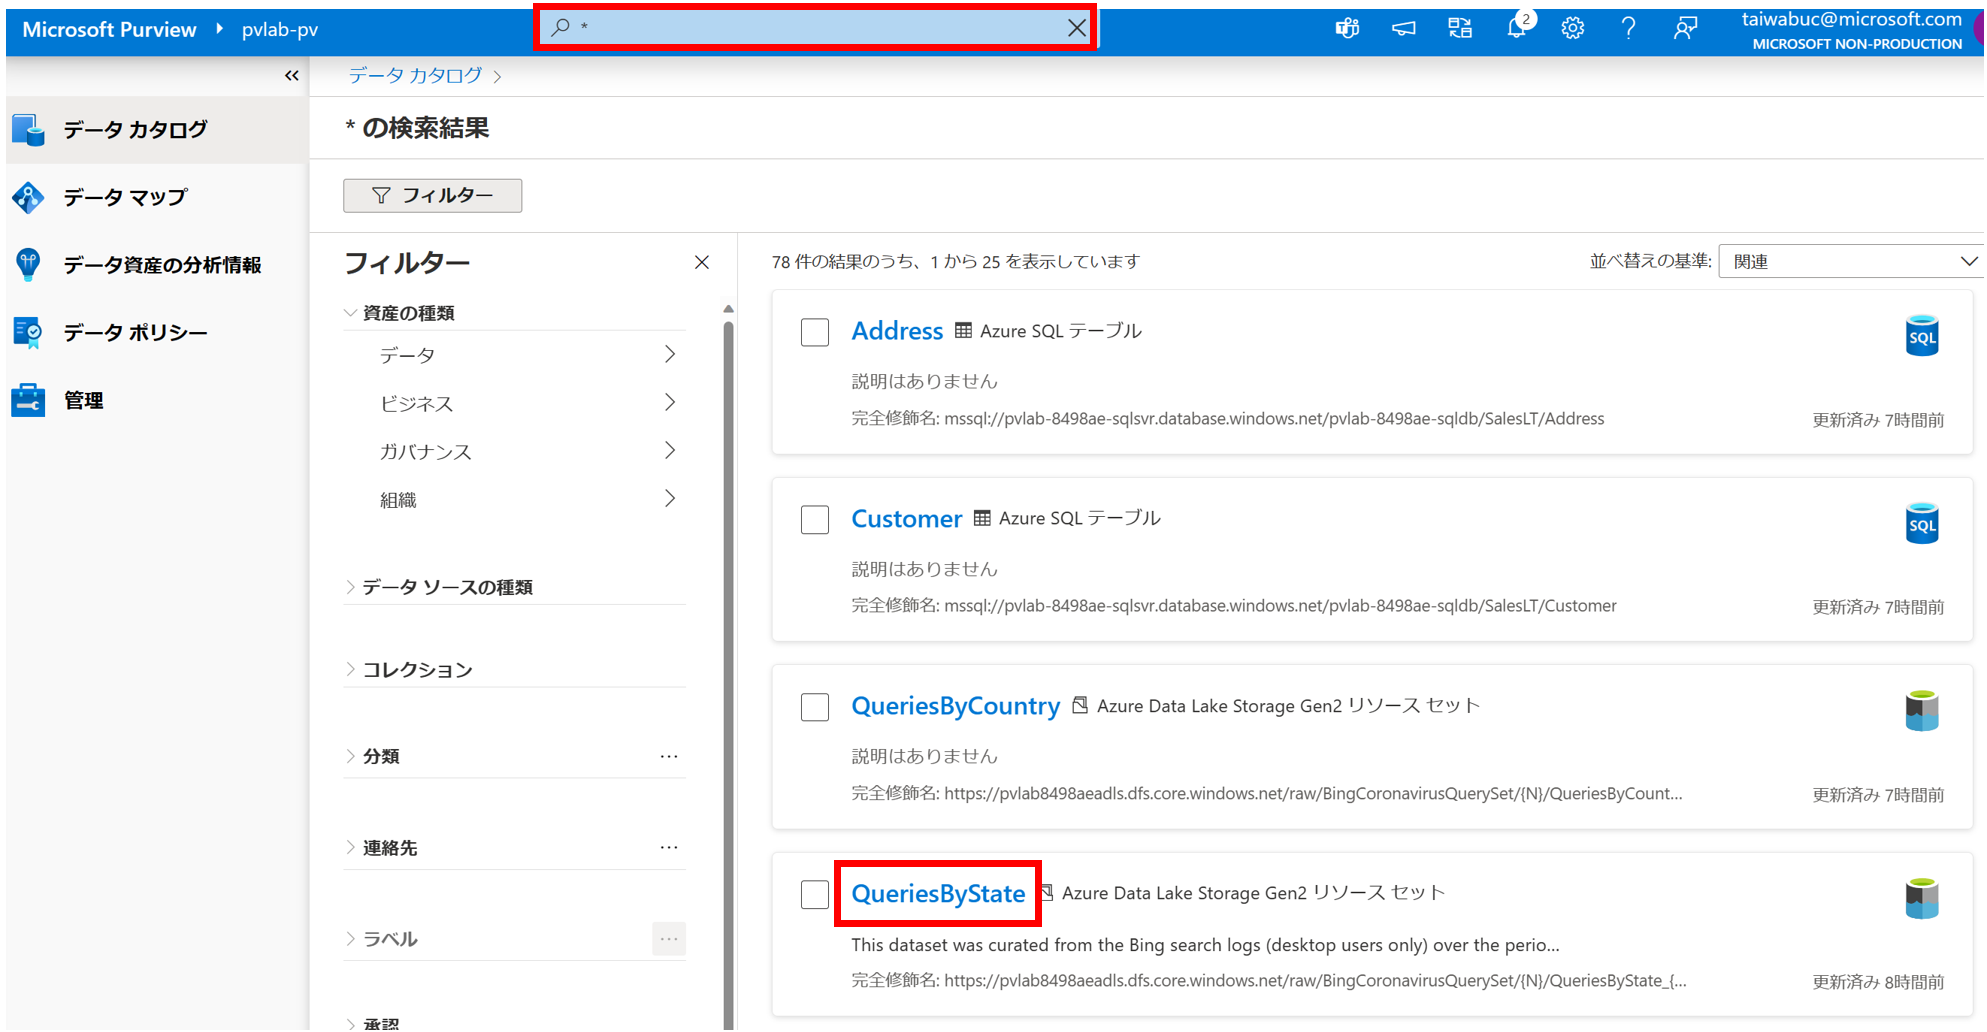 Microsoft Purview pvlab-pv
*
2
taiwabuc@microsoft.com
MICROSOFT NON-PRODUCTION
データ カタログ
データ マップ
データ資産の分析情報
データ ポリシー
管理
データ カタログ
* の検索結果
フィルター
フィルター
資産の種類
データ
ビジネス
ガバナンス
組織
データ ソースの種類
コレクション
分類
...
連絡先
...
ラベル
...
承認
78 件の結果のうち、1 から 25 を表示しています
並べ替えの基準: 関連
Address Azure SQL テーブル
SQL
説明はありません
完全修飾名: mssql://pvlab-8498ae-sqlsvr.database.windows.net/pvlab-8498ae-sqldb/SalesLT/Address
更新済み 7時間前
Customer Azure SQL テーブル
SQL
説明はありません
完全修飾名: mssql://pvlab-8498ae-sqlsvr.database.windows.net/pvlab-8498ae-sqldb/SalesLT/Customer
更新済み 7時間前
QueriesByCountry Azure Data Lake Storage Gen2 リソース セット
説明はありません
完全修飾名: https://pvlab8498aeadls.dfs.core.windows.net/raw/BingCoronavirusQuerySet/{N}/QueriesByCount...
更新済み 7時間前
QueriesByState Azure Data Lake Storage Gen2 リソース セット
This dataset was curated from the Bing search logs (desktop users only) over the perio...
完全修飾名: https://pvlab8498aeadls.dfs.core.windows.net/raw/BingCoronavirusQuerySet/{N}/QueriesByState_{...
更新済み 8時間前